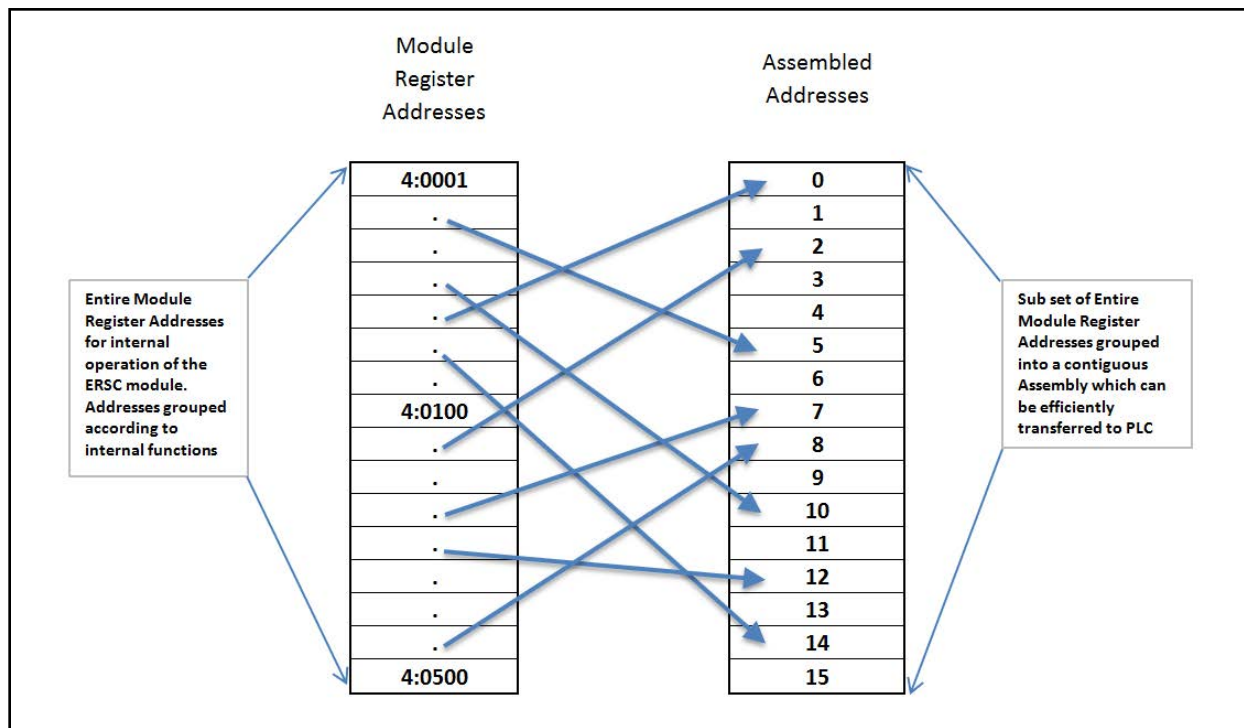 Module
Register
Addresses
Assembled
Addresses
Entire Module
Register Addresses
for internal
operation of the
ERSC module.
Addresses grouped
according to
internal functions
4:0001
.
.
.
.
.
.
4:0100
.
.
.
.
.
.
.
4:0500
0
1
2
3
4
5
6
7
8
9
10
11
12
13
14
15
Sub set of Entire
Module Register
Addresses grouped
into a contiguous
Assembly which can
be efficiently
transferred to PLC